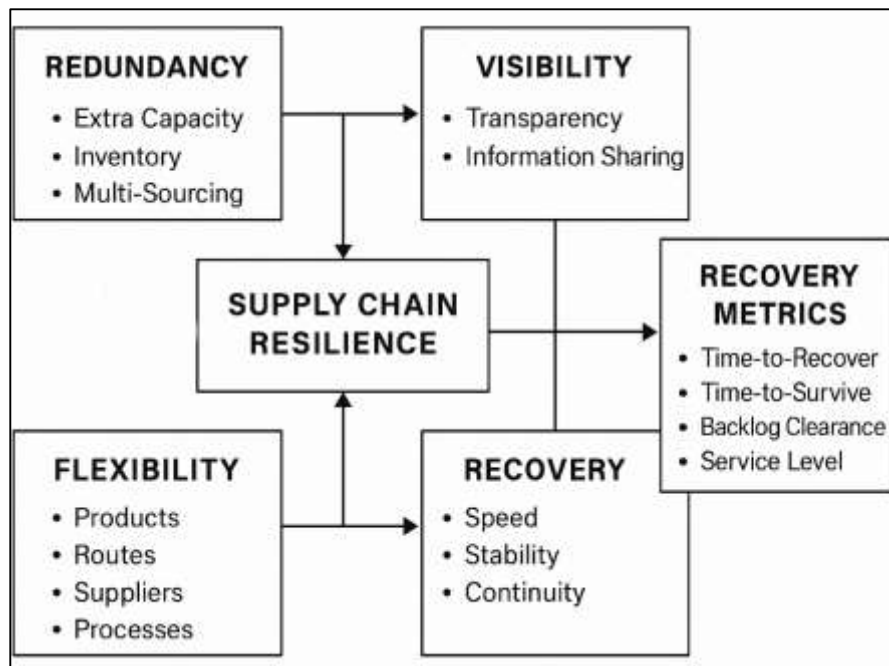 REDUNDANCY
• Extra Capacity
• Inventory
• Multi-Sourcing
VISIBILITY
• Transparency
• Information Sharing
SUPPLY CHAIN
RESILIENCE
RECOVERY
METRICS
• Time-to-Recover
• Time-to-Survive
• Backlog Clearance
• Service Level
FLEXIBILITY
• Products
• Routes
• Suppliers
• Processes
RECOVERY
• Speed
• Stability
• Continuity